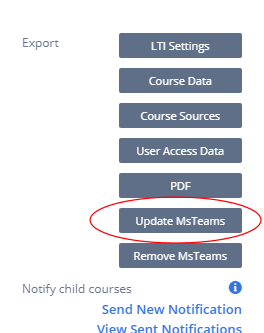 Export
LTI Settings
Course Data
Course Sources
User Access Data
PDF
Update MsTeams
Remove MsTeams
Notify child courses
Send New Notification
View Sent Notifications